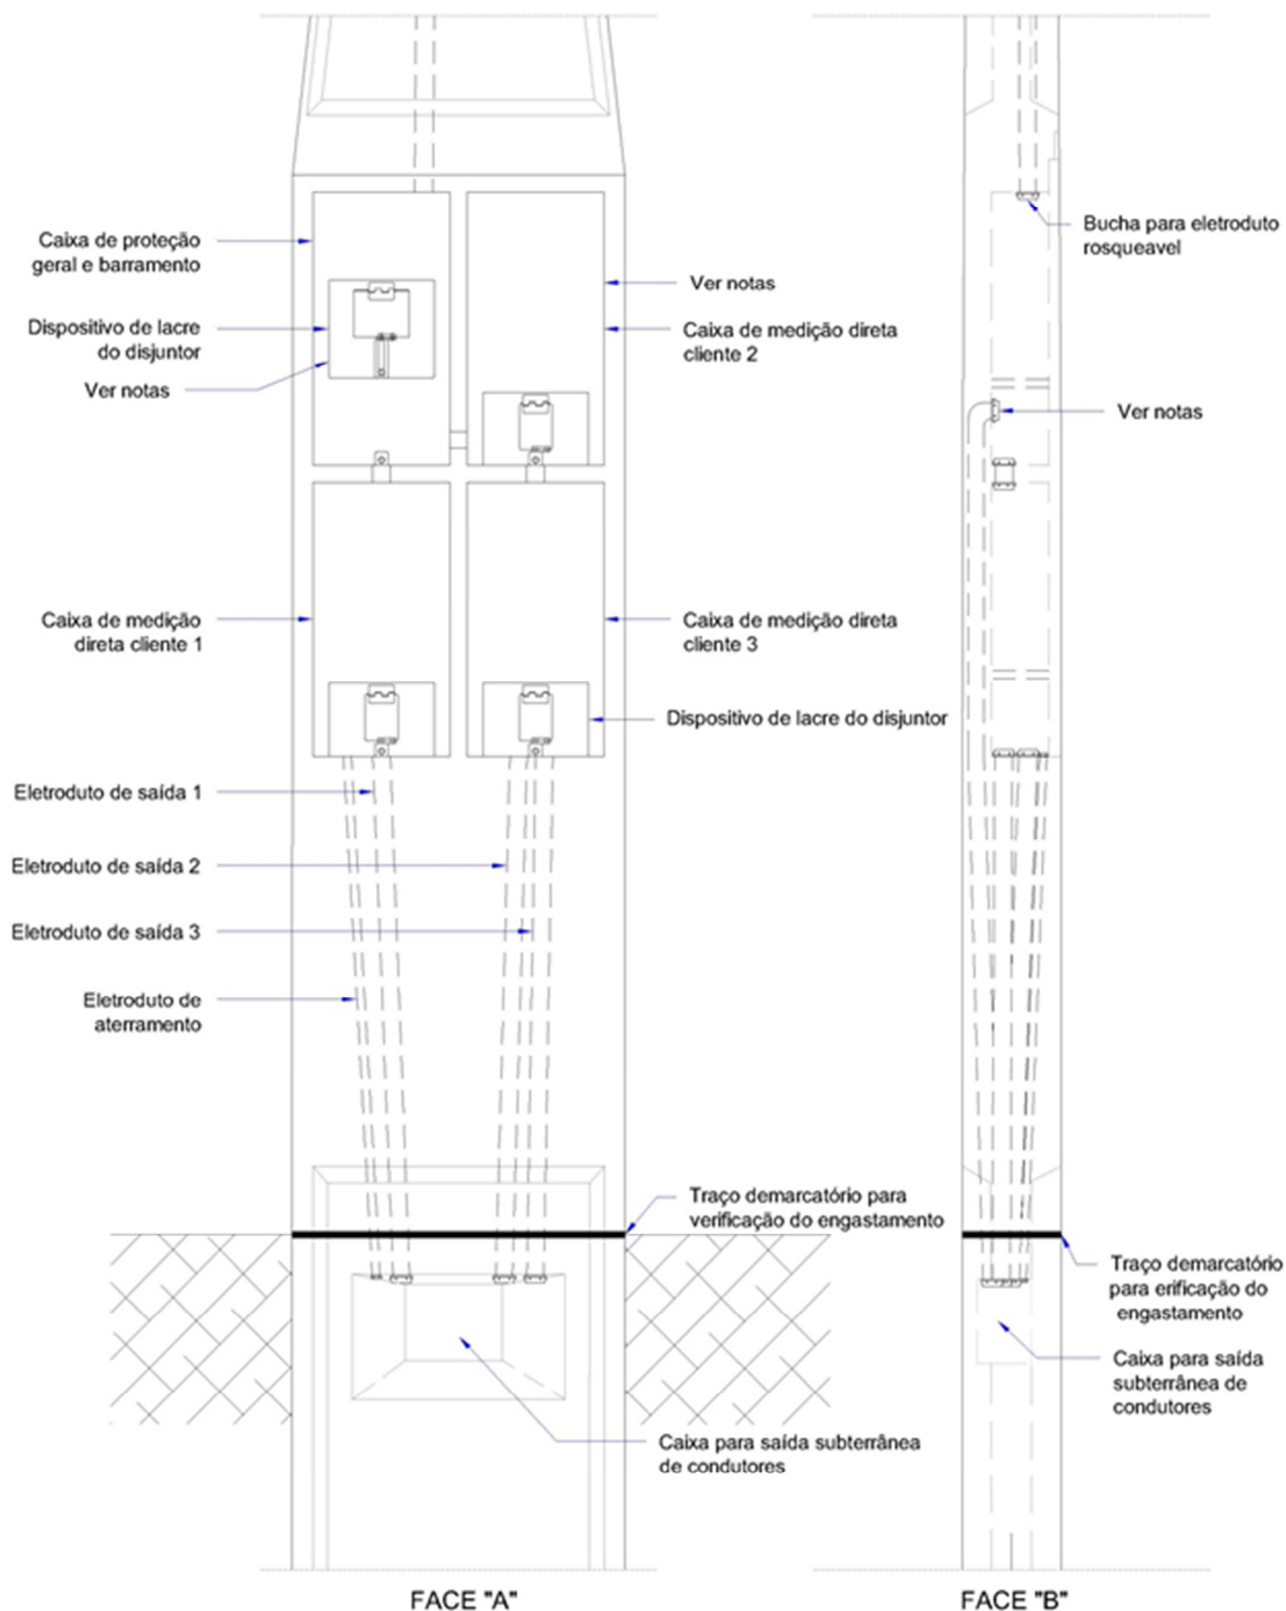 Caixa de proteção
geral e barramento
Dispositivo de lacre
do disjuntor
Ver notas
Ver notas
Caixa de medição direta
cliente 2
Caixa de medição
direta cliente 1
Caixa de medição direta
cliente 3
Dispositivo de lacre do disjuntor
Eletroduto de saída 1
Eletroduto de saída 2
Eletroduto de saída 3
Eletroduto de
aterramento
Traço demarcatório para
verificação do engastamento
Caixa para saída subterrânea
de condutores
FACE "A"
Bucha para eletroduto
rosqueavel
Ver notas
Traço demarcatório
para erificação do
engastamento
Caixa para saída
subterrânea de
condutores
FACE "B"